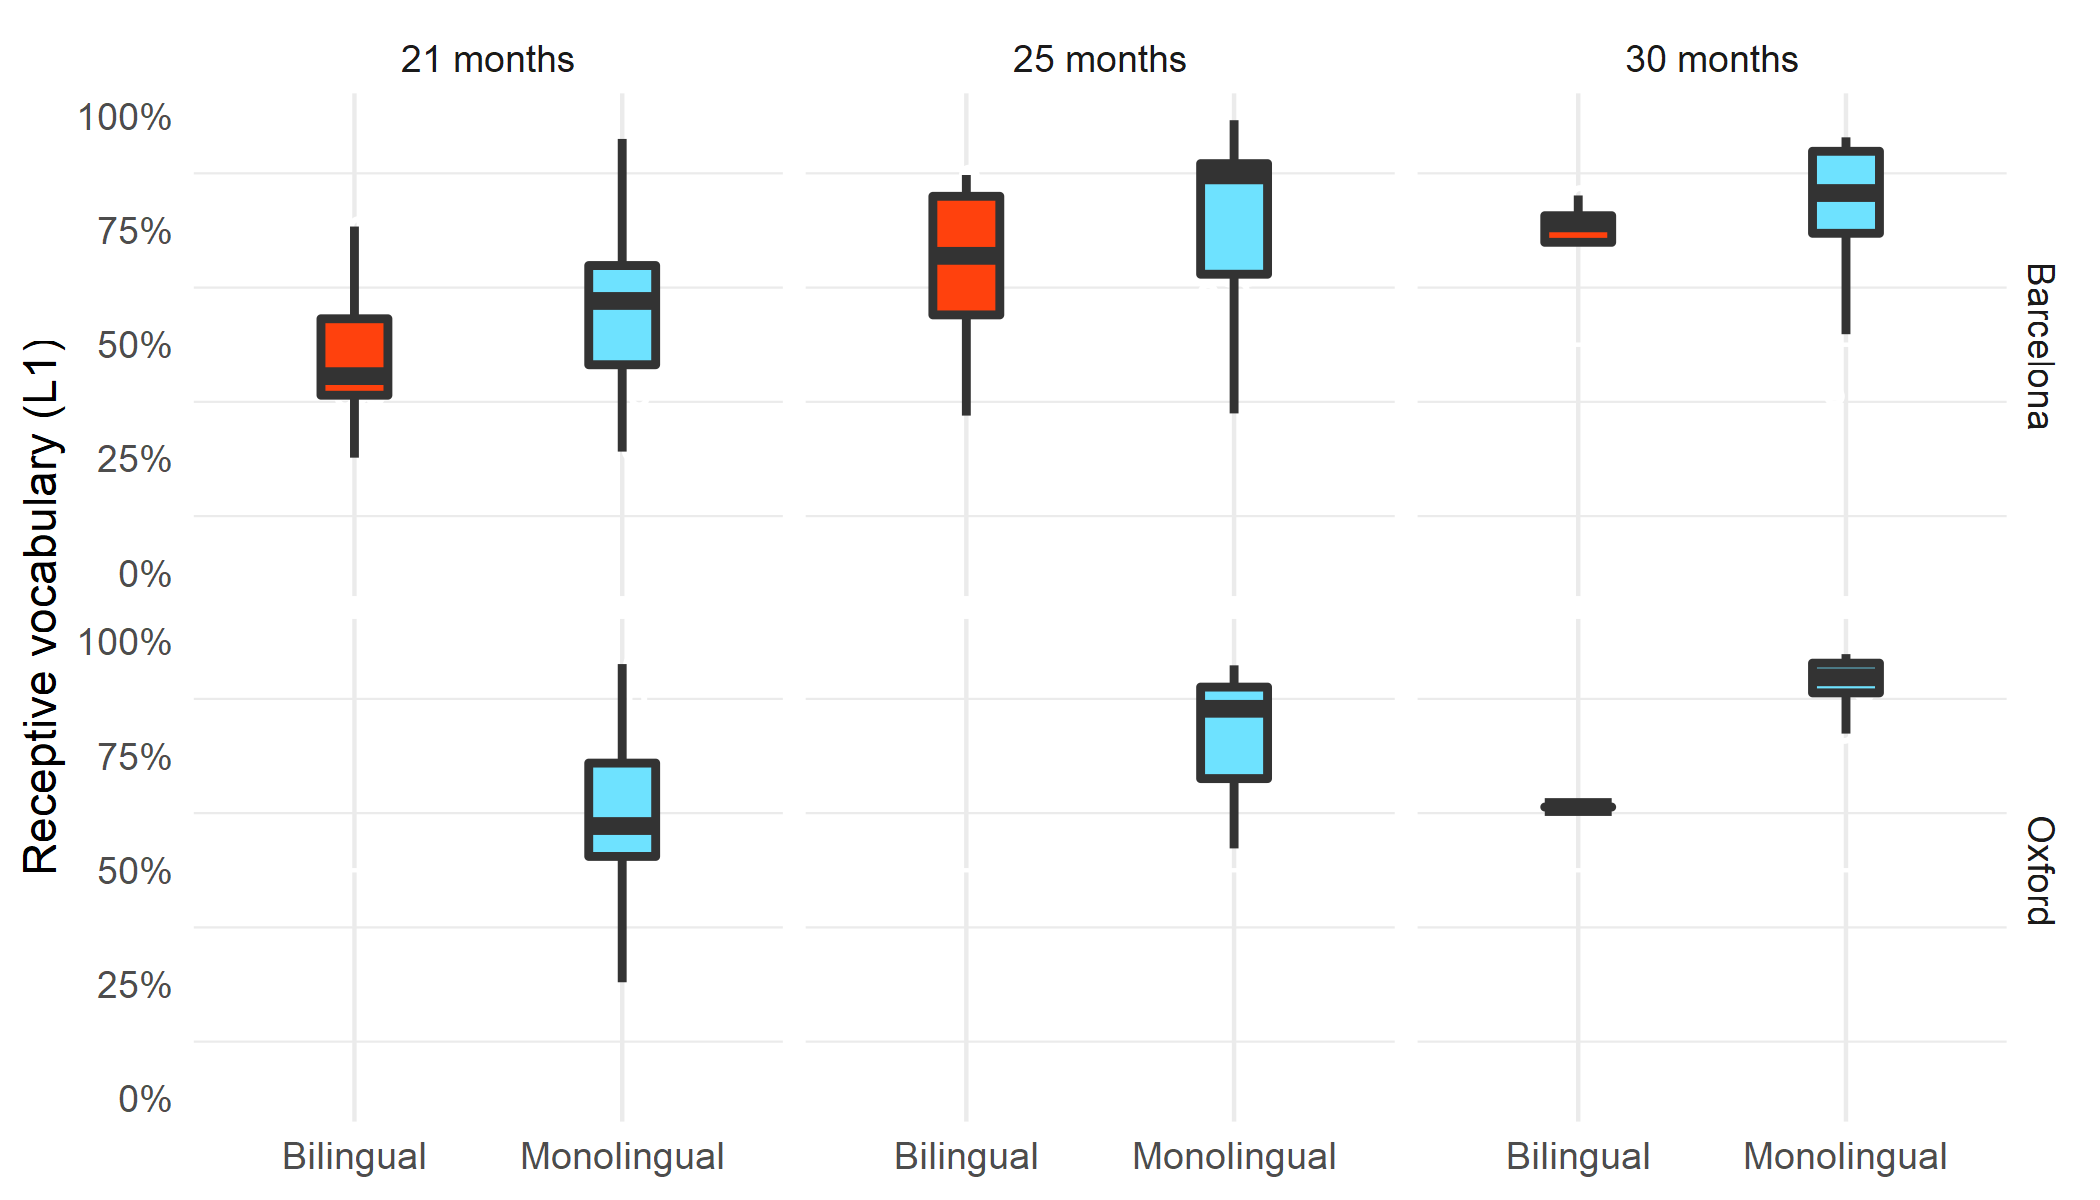 21 months
25 months
30 months
100%
75%
50%
25%
0%
Barcelona
100%
75%
50%
25%
0%
Oxford
Receptive vocabulary (L1)
Bilingual
Monolingual
Bilingual
Monolingual
Bilingual
Monolingual